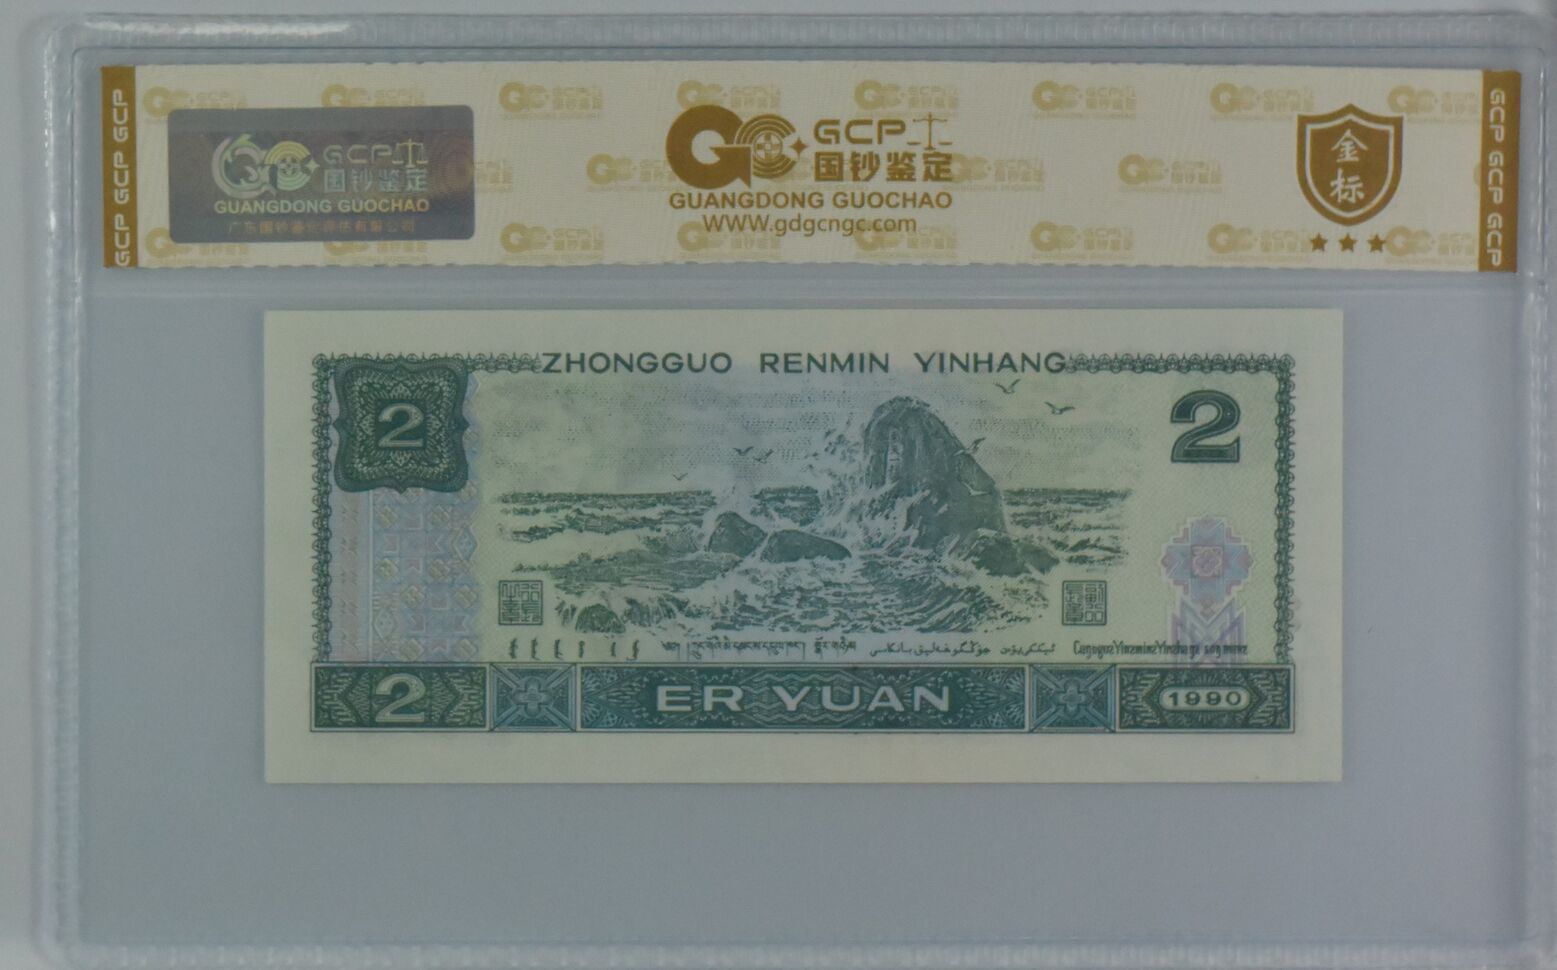 GCP GCP GCP
GCP 国钞鉴定
GUANGDONG GUOCHAO
广东国钞鉴定评估有限公司
GCP
国钞鉴定
GUANGDONG GUOCHAO
WWW.gdgcngc.com
金标
GCP GCP GCP
ZHONGGUO RENMIN YINHANG
2
2
2
ER YUAN
1990